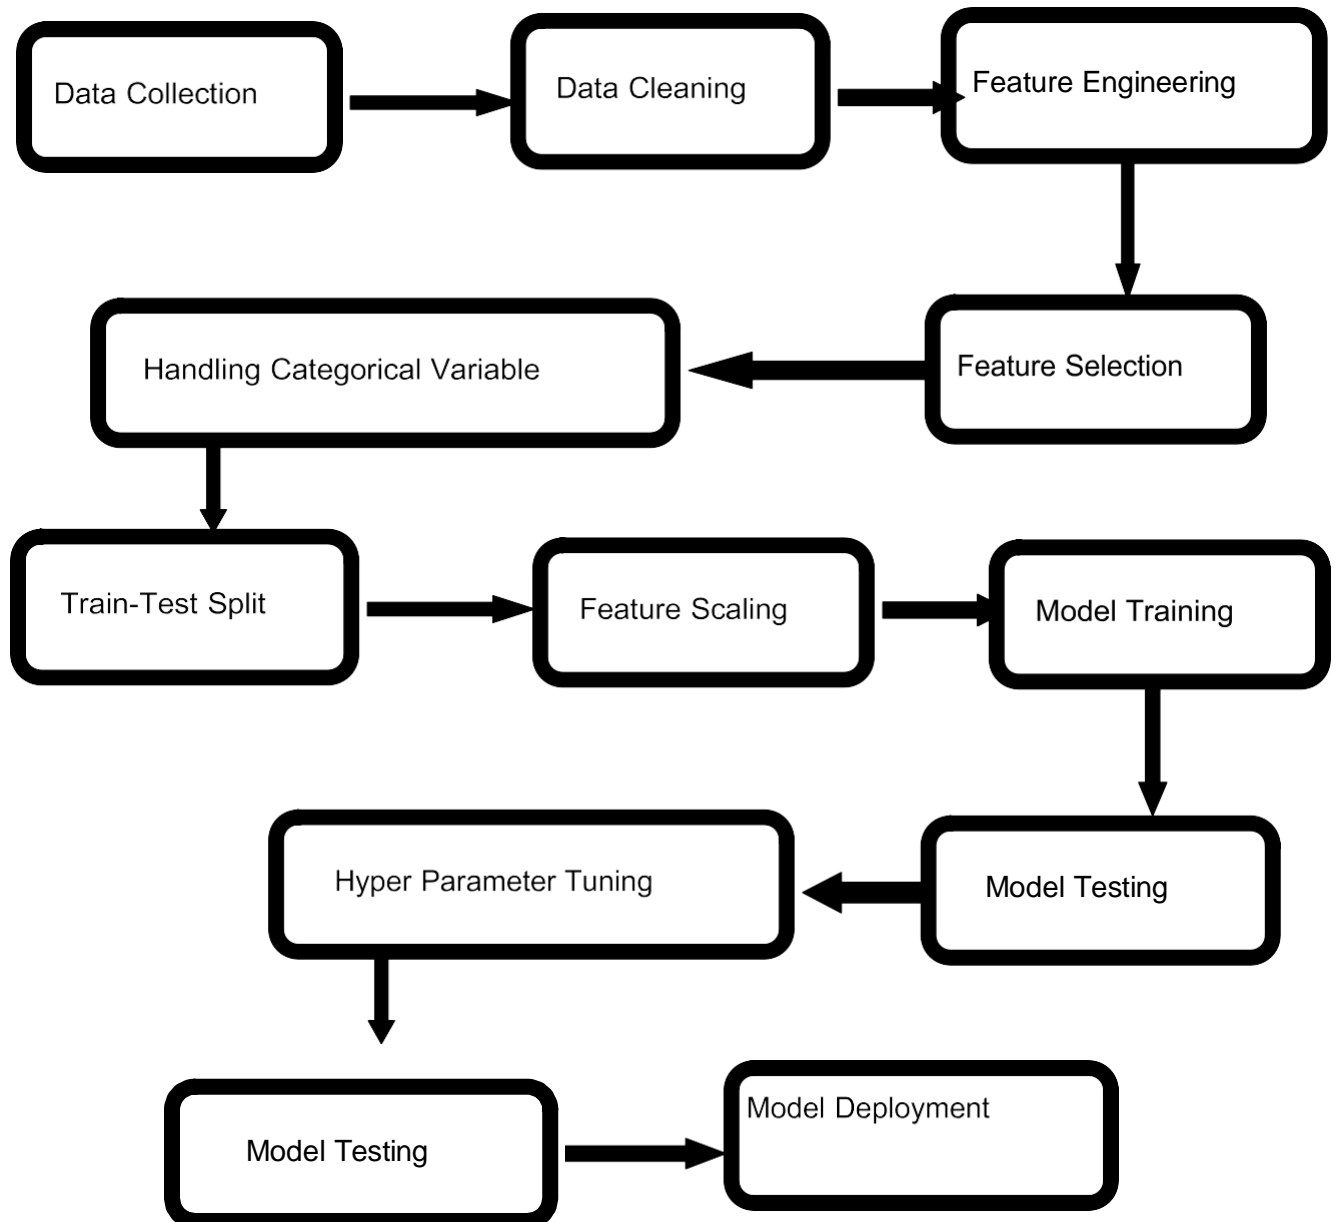 Data Collection
Data Cleaning
Feature Engineering
Feature Selection
Handling Categorical Variable
Train-Test Split
Feature Scaling
Model Training
Model Testing
Hyper Parameter Tuning
Model Testing
Model Deployment